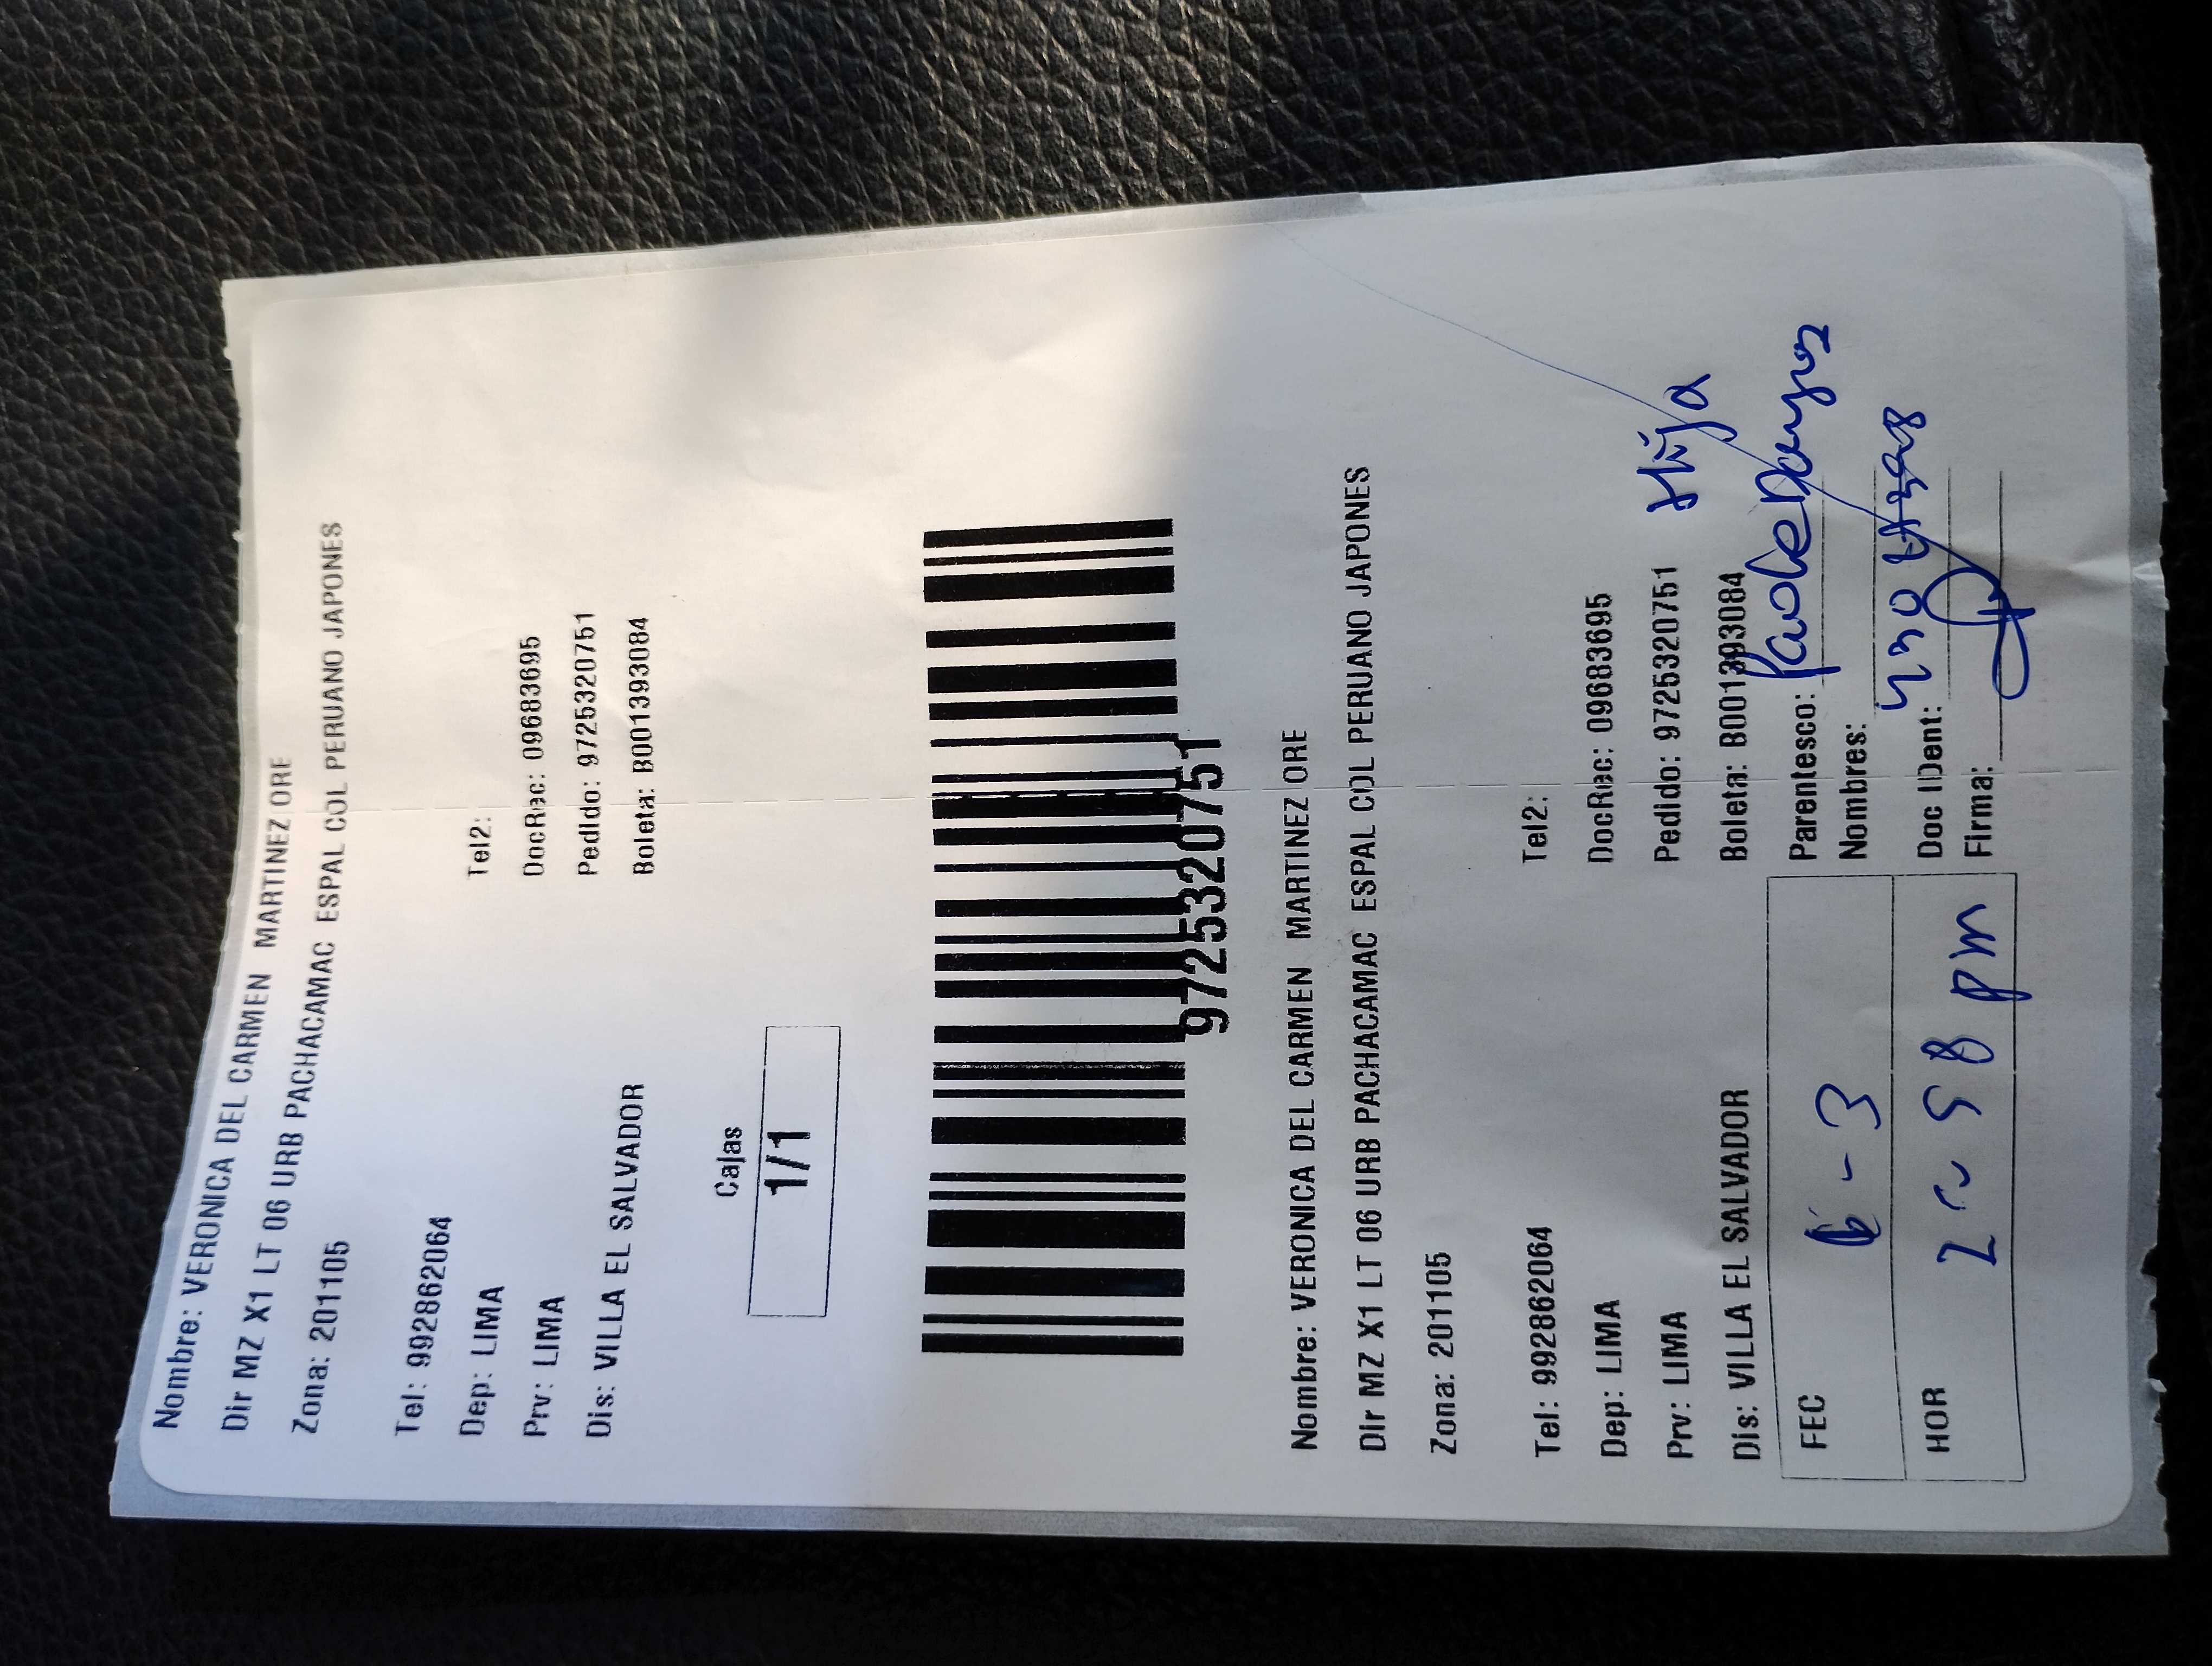 Nombre: VERONICA DEL CARMEN MARTINEZ ORE
Dir MZ X1 LT 06 URB PACHACAMAC ESPAL COL PERUANO JAPONES
Zona: 201105
Tel: 992862064 Tel2:
Dep: LIMA DocRec: 09683695
Prv: LIMA Pedido: 9725320751
Dis: VILLA EL SALVADOR Boleta: B001393084
Cajas
1/1
9725320751
Nombre: VERONICA DEL CARMEN MARTINEZ ORE
Dir MZ X1 LT 06 URB PACHACAMAC ESPAL COL PERUANO JAPONES
Zona: 201105
Tel: 992862064 Tel2:
Dep: LIMA DocRec: 09683695
Prv: LIMA Pedido: 9725320751 Hija
Dis: VILLA EL SALVADOR Boleta: B001393084
FEC Parentesco:
Nombres:
HOR 2 58 pm Doc IDent:
Firma: